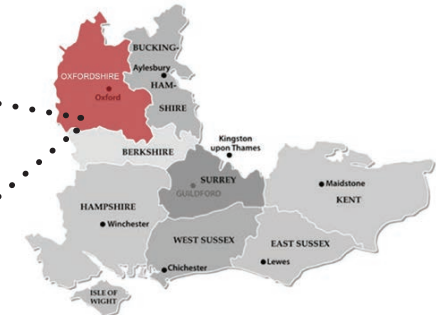 BUCKING-
Aylesbury
HAM-
SHIRE
OXFORDSHIRE
Oxford
Kingston
upon Thames
BERKSHIRE
SURREY
GUILDFORD
Maidstone
KENT
HAMPSHIRE
Winchester
WEST SUSSEX
EAST SUSSEX
Chichester
Lewes
ISLE OF
WIGHT